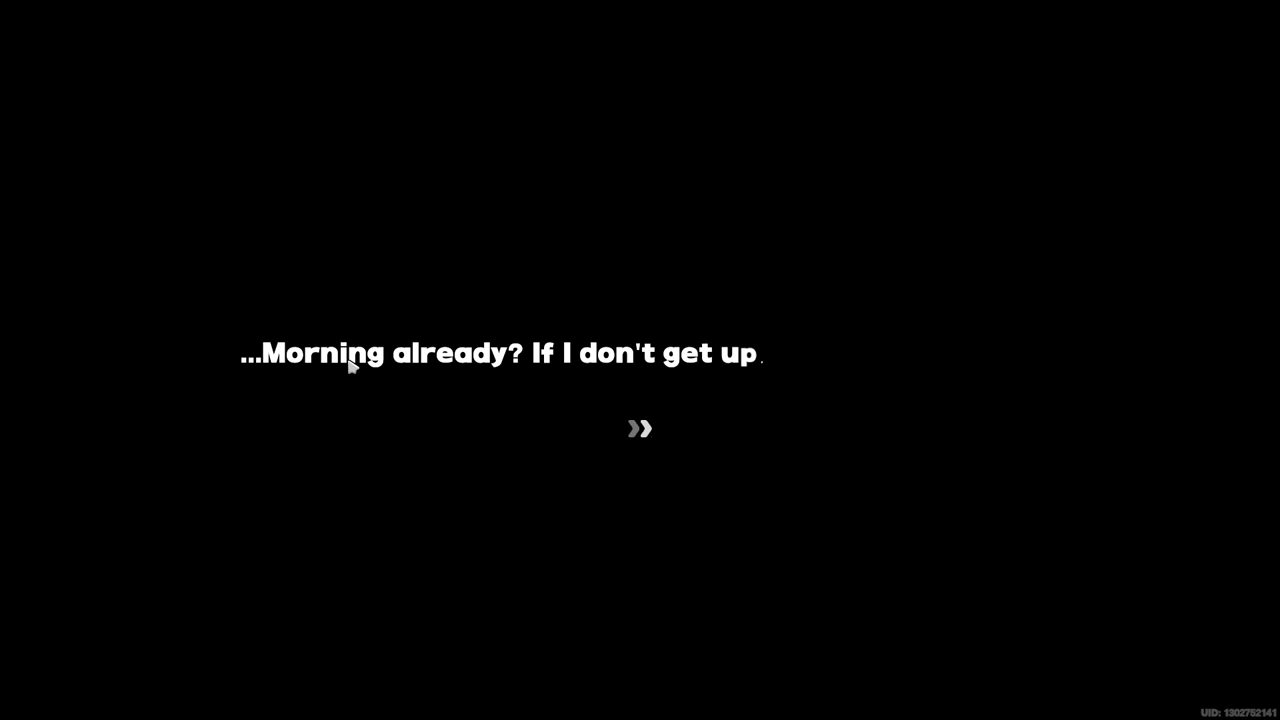 ...Morning already? If I don't get up.
UID: 1302752141